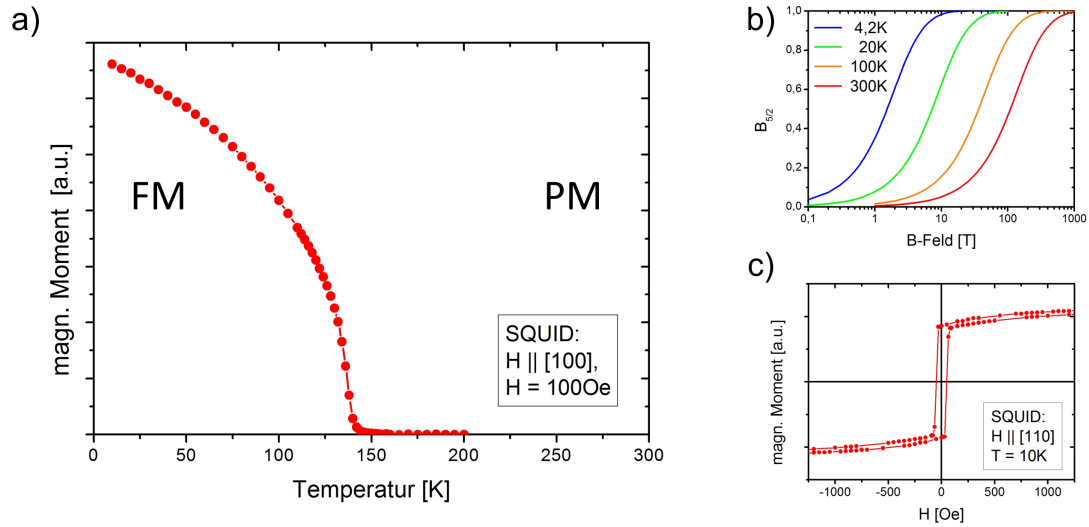 a)
magn. Moment [a.u.]
FM
PM
SQUID:
H || [100],
H = 100Oe
0
50
100
150
200
250
300
Temperatur [K]
b)
B5/2
1,0
0,8
0,6
0,4
0,2
0,0
4,2K
20K
100K
300K
0,1
1
10
100
1000
B-Feld [T]
c)
magn. Moment [a.u.]
SQUID:
H || [110]
T = 10K
-1000
-500
0
500
1000
H [Oe]